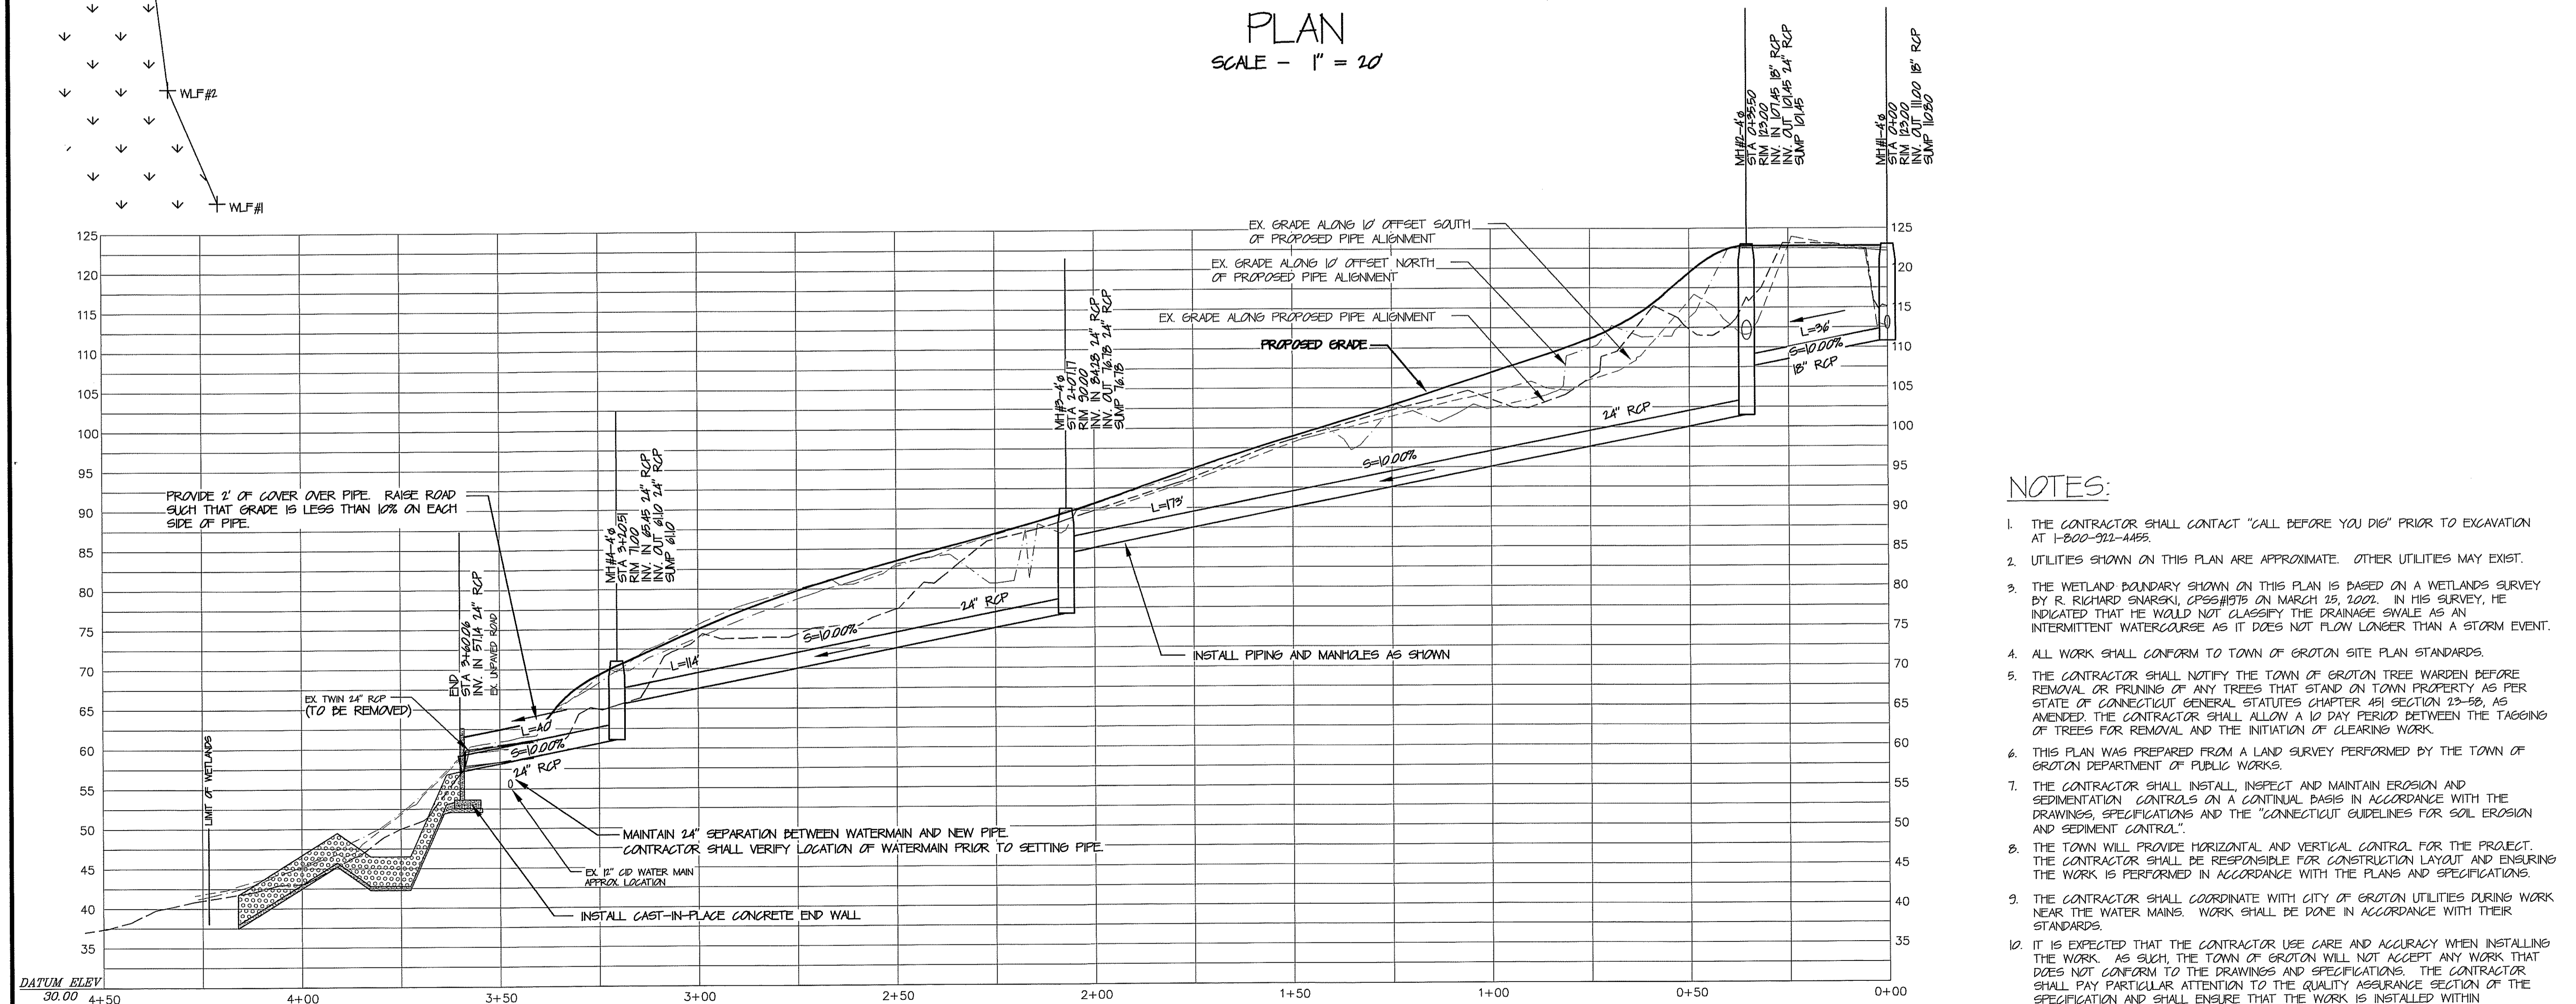 PLAN
SCALE - 1" = 20'
WLF#2
WLF#1
MH#2-4'ø
STA 0+35.50
RIM 123.00
INV. IN 107.45 18" RCP
INV. OUT 101.45 24" RCP
SUMP 101.45
MH#1-4'ø
STA 0+00
RIM 123.00
INV. OUT 111.00 18" RCP
SUMP 110.80
EX. GRADE ALONG 10' OFFSET SOUTH
OF PROPOSED PIPE ALIGNMENT
EX. GRADE ALONG 10' OFFSET NORTH
OF PROPOSED PIPE ALIGNMENT
EX. GRADE ALONG PROPOSED PIPE ALIGNMENT
PROPOSED GRADE
L=36'
S=10.00%
18" RCP
24" RCP
S=10.00%
L=173'
MH#3-4'ø
STA 2+07.17
RIM 90.00
INV. IN 84.28 24" RCP
INV. OUT 76.78 24" RCP
SUMP 76.78
INSTALL PIPING AND MANHOLES AS SHOWN
24" RCP
S=10.00%
L=114'
MH#4-4'ø
STA 3+20.51
RIM 71.00
INV. IN 65.45 24" RCP
INV. OUT 61.10 24" RCP
SUMP 61.10
PROVIDE 2' OF COVER OVER PIPE. RAISE ROAD
SUCH THAT GRADE IS LESS THAN 10% ON EACH
SIDE OF PIPE.
END
STA 3+60.06
INV. IN 57.14 24" RCP
EX. UNPAVED ROAD
EX. TWIN 24" RCP
(TO BE REMOVED)
L=40'
S=10.00%
24" RCP
LIMIT OF WETLANDS
MAINTAIN 24" SEPARATION BETWEEN WATERMAIN AND NEW PIPE.
CONTRACTOR SHALL VERIFY LOCATION OF WATERMAIN PRIOR TO SETTING PIPE.
EX. 12" CID WATER MAIN
APPROX. LOCATION
INSTALL CAST-IN-PLACE CONCRETE END WALL
125
120
115
110
105
100
95
90
85
80
75
70
65
60
55
50
45
40
35
DATUM ELEV
30.00
4+50
4+00
3+50
3+00
2+50
2+00
1+50
1+00
0+50
0+00
125
120
115
110
105
100
95
90
85
80
75
70
65
60
55
50
45
40
35
NOTES:
1. THE CONTRACTOR SHALL CONTACT "CALL BEFORE YOU DIG" PRIOR TO EXCAVATION
AT 1-800-922-4455.
2. UTILITIES SHOWN ON THIS PLAN ARE APPROXIMATE. OTHER UTILITIES MAY EXIST.
3. THE WETLAND BOUNDARY SHOWN ON THIS PLAN IS BASED ON A WETLANDS SURVEY
BY R. RICHARD SNARSKI, CPSS#1975 ON MARCH 25, 2002. IN HIS SURVEY, HE
INDICATED THAT HE WOULD NOT CLASSIFY THE DRAINAGE SWALE AS AN
INTERMITTENT WATERCOURSE AS IT DOES NOT FLOW LONGER THAN A STORM EVENT.
4. ALL WORK SHALL CONFORM TO TOWN OF GROTON SITE PLAN STANDARDS.
5. THE CONTRACTOR SHALL NOTIFY THE TOWN OF GROTON TREE WARDEN BEFORE
REMOVAL OR PRUNING OF ANY TREES THAT STAND ON TOWN PROPERTY AS PER
STATE OF CONNECTICUT GENERAL STATUTES CHAPTER 451 SECTION 23-58, AS
AMENDED. THE CONTRACTOR SHALL ALLOW A 10 DAY PERIOD BETWEEN THE TAGGING
OF TREES FOR REMOVAL AND THE INITIATION OF CLEARING WORK.
6. THIS PLAN WAS PREPARED FROM A LAND SURVEY PERFORMED BY THE TOWN OF
GROTON DEPARTMENT OF PUBLIC WORKS.
7. THE CONTRACTOR SHALL INSTALL, INSPECT AND MAINTAIN EROSION AND
SEDIMENTATION CONTROLS ON A CONTINUAL BASIS IN ACCORDANCE WITH THE
DRAWINGS, SPECIFICATIONS AND THE "CONNECTICUT GUIDELINES FOR SOIL EROSION
AND SEDIMENT CONTROL".
8. THE TOWN WILL PROVIDE HORIZONTAL AND VERTICAL CONTROL FOR THE PROJECT.
THE CONTRACTOR SHALL BE RESPONSIBLE FOR CONSTRUCTION LAYOUT AND ENSURING
THE WORK IS PERFORMED IN ACCORDANCE WITH THE PLANS AND SPECIFICATIONS.
9. THE CONTRACTOR SHALL COORDINATE WITH CITY OF GROTON UTILITIES DURING WORK
NEAR THE WATER MAINS. WORK SHALL BE DONE IN ACCORDANCE WITH THEIR
STANDARDS.
10. IT IS EXPECTED THAT THE CONTRACTOR USE CARE AND ACCURACY WHEN INSTALLING
THE WORK. AS SUCH, THE TOWN OF GROTON WILL NOT ACCEPT ANY WORK THAT
DOES NOT CONFORM TO THE DRAWINGS AND SPECIFICATIONS. THE CONTRACTOR
SHALL PAY PARTICULAR ATTENTION TO THE QUALITY ASSURANCE SECTION OF THE
SPECIFICATION AND SHALL ENSURE THAT THE WORK IS INSTALLED WITHIN